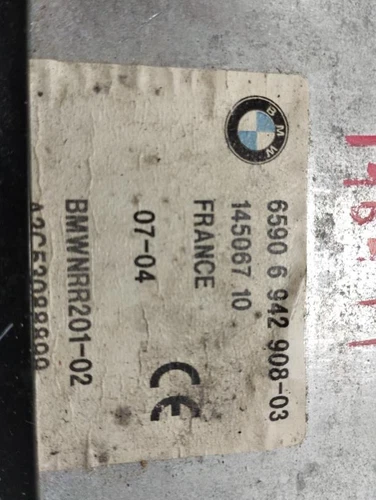 BMW
6590 6 942 908-03
145067 10
FRANCE
07-04
CE
BMWNRR201-02